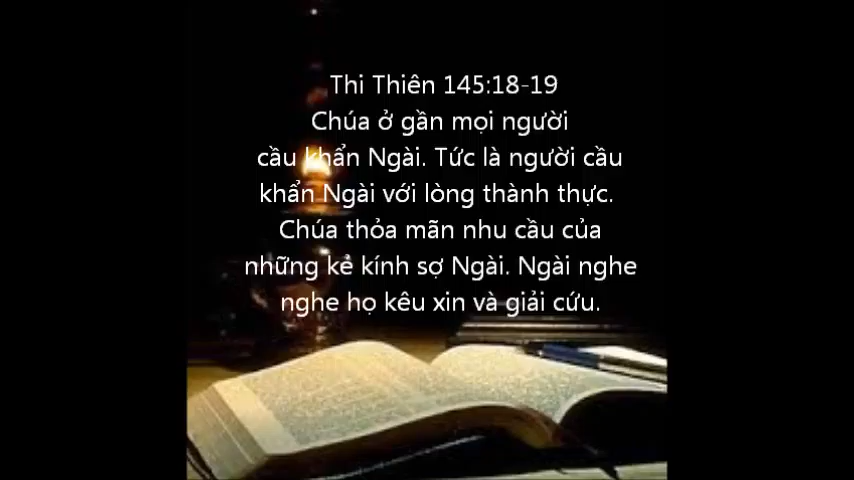 Thi Thiên 145:18-19
Chúa ở gần mọi người
cầu khẩn Ngài. Tức là người cầu
khẩn Ngài với lòng thành thực.
Chúa thỏa mãn nhu cầu của
những kẻ kính sợ Ngài. Ngài nghe
nghe họ kêu xin và giải cứu.